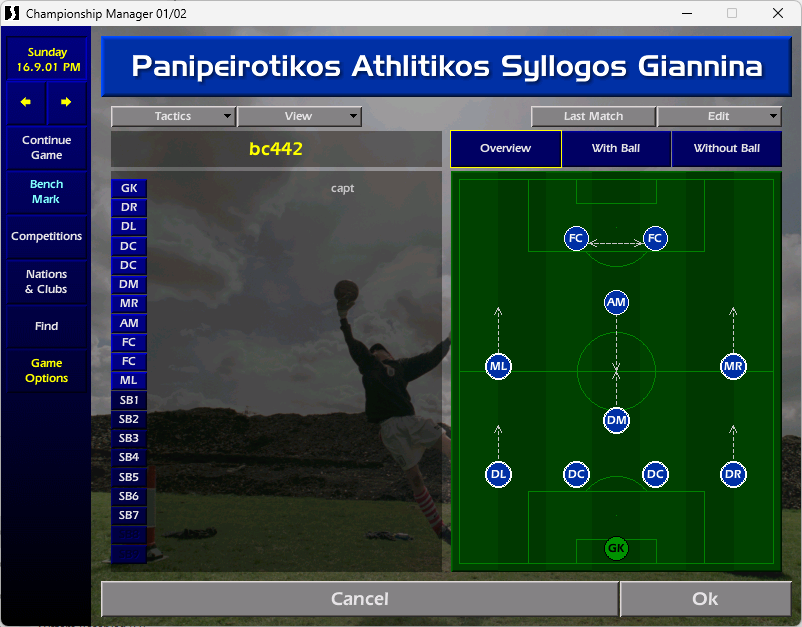 Championship Manager 01/02
Sunday
16.9.01 PM
Continue
Game
Bench
Mark
Competitions
Nations
& Clubs
Find
Game
Options
Panipeirotikos Athlitikos Syllogos Giannina
Tactics
View
Last Match
Edit
bc442
Overview
With Ball
Without Ball
GK
capt
DR
DL
DC
DC
DM
MR
AM
FC
FC
ML
SB1
SB2
SB3
SB4
SB5
SB6
SB7
FC
FC
AM
ML
MR
DM
DL
DC
DC
DR
GK
Cancel
Ok